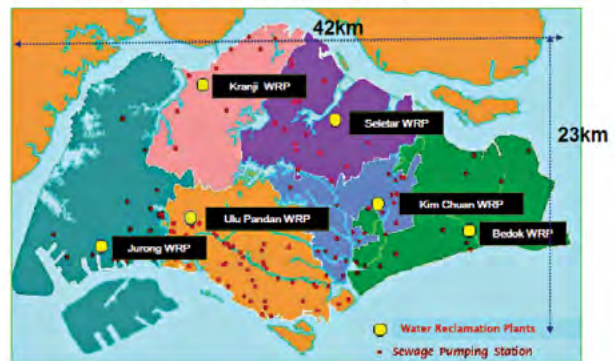 42km
Kranji WRP
Seletar WRP
23km
Kim Chuan WRP
Ulu Pandan WRP
Bedok WRP
Jurong WRP
Water Reclamation Plants
Sewage Pumping Station